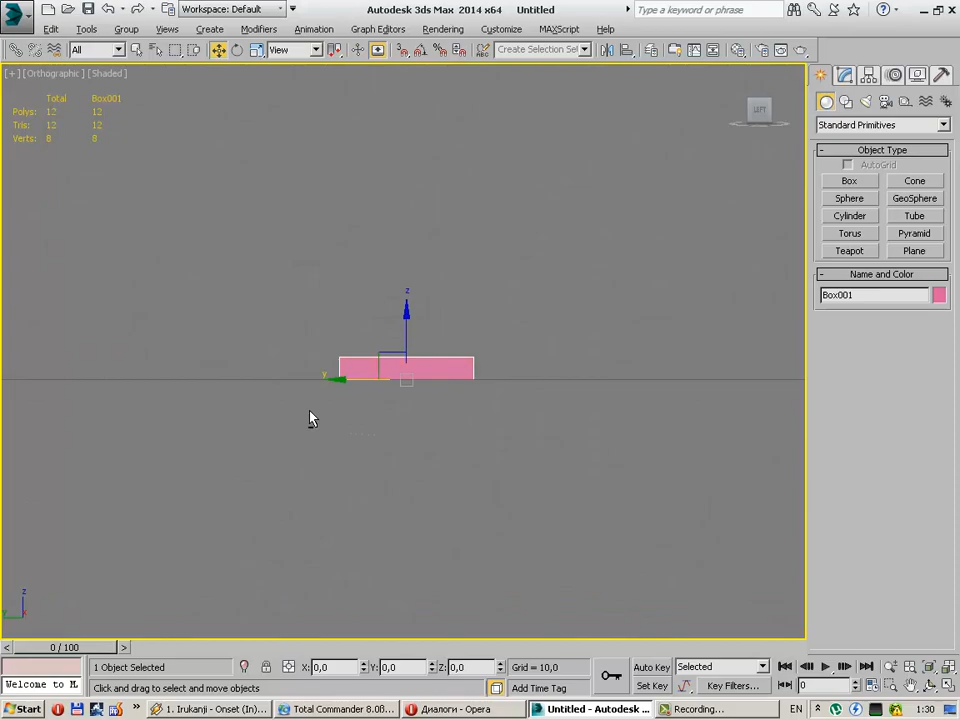 Workspace: Default
Autodesk 3ds Max 2014 x64 Untitled
Type a keyword or phrase
Edit Tools Group Views Create Modifiers Animation Graph Editors Rendering Customize MAXScript Help
All View Create Selection Se
[+] [Orthographic] [Shaded]
Total Box001
Polys: 12 12
Tris: 12 12
Verts: 8 8
Standard Primitives
- Object Type
AutoGrid
Box Cone
Sphere GeoSphere
Cylinder Tube
Torus Pyramid
Teapot Plane
- Name and Color
Box001
z
y
z
y x
< 0 / 100 >
1 Object Selected X: 0,0 Y: 0,0 Z: 0,0 Grid = 10,0 Auto Key Selected
Welcome to M Click and drag to select and move objects Add Time Tag Set Key Key Filters... 0
Start 1. Irukanji - Onset (In)... Total Commander 8.0... Диалоги - Opera Untitled - Autodesk ... Recording... EN 1:30